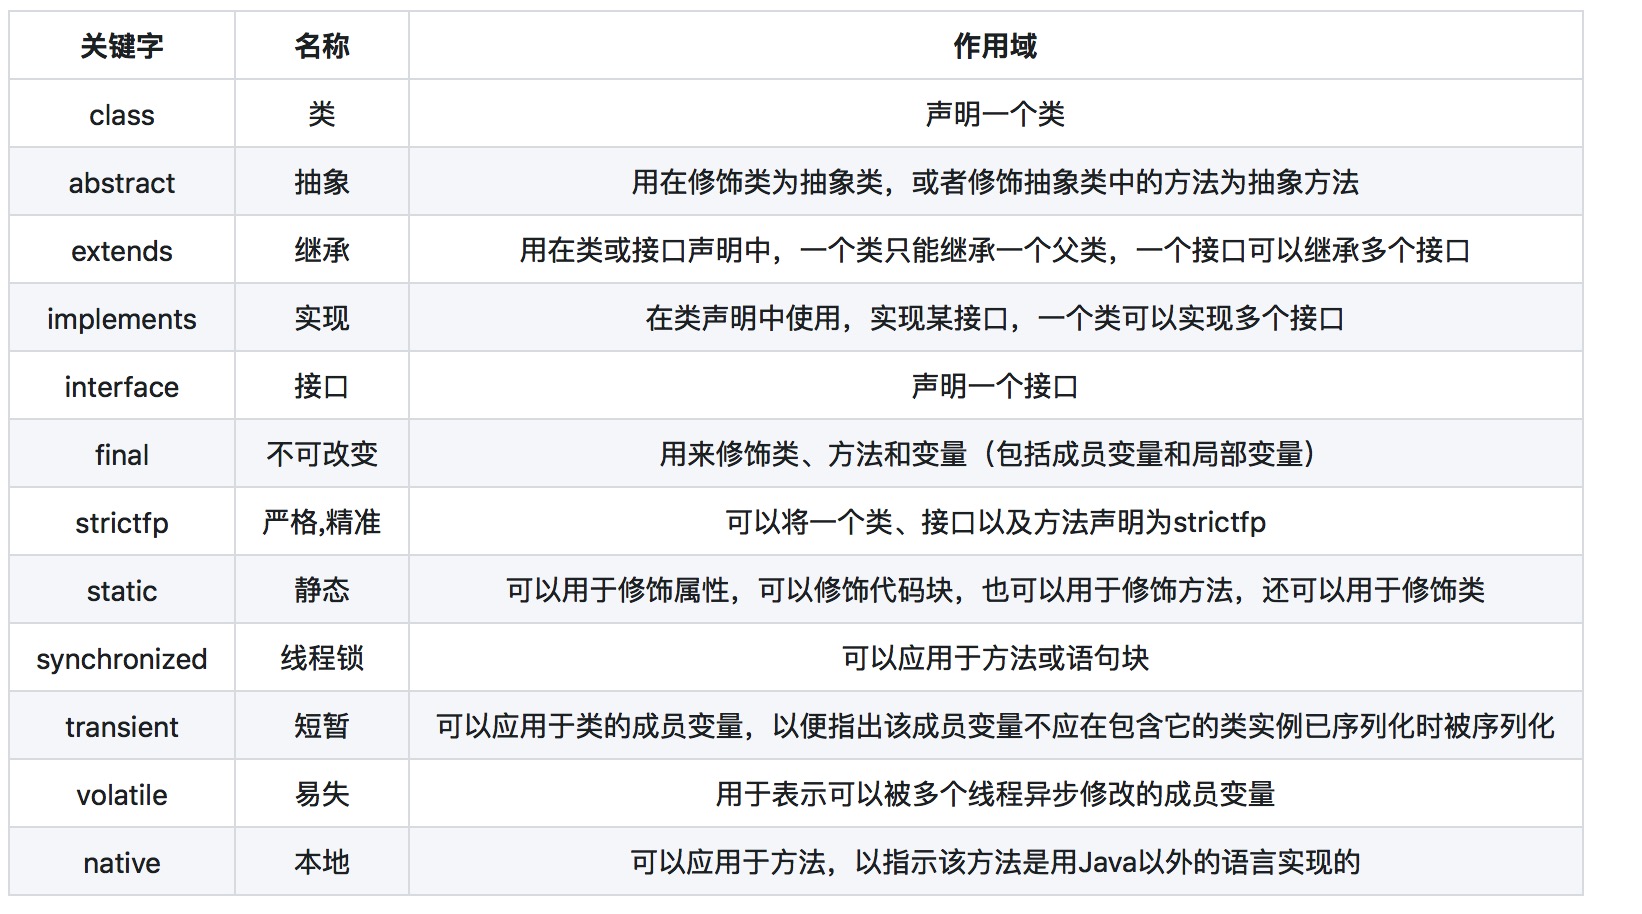 关键字 名称 作用域
class 类 声明一个类
abstract 抽象 用在修饰类为抽象类，或者修饰抽象类中的方法为抽象方法
extends 继承 用在类或接口声明中，一个类只能继承一个父类，一个接口可以继承多个接口
implements 实现 在类声明中使用，实现某接口，一个类可以实现多个接口
interface 接口 声明一个接口
final 不可改变 用来修饰类、方法和变量（包括成员变量和局部变量）
strictfp 严格,精准 可以将一个类、接口以及方法声明为strictfp
static 静态 可以用于修饰属性，可以修饰代码块，也可以用于修饰方法，还可以用于修饰类
synchronized 线程锁 可以应用于方法或语句块
transient 短暂 可以应用于类的成员变量，以便指出该成员变量不应在包含它的类实例已序列化时被序列化
volatile 易失 用于表示可以被多个线程异步修改的成员变量
native 本地 可以应用于方法，以指示该方法是用Java以外的语言实现的